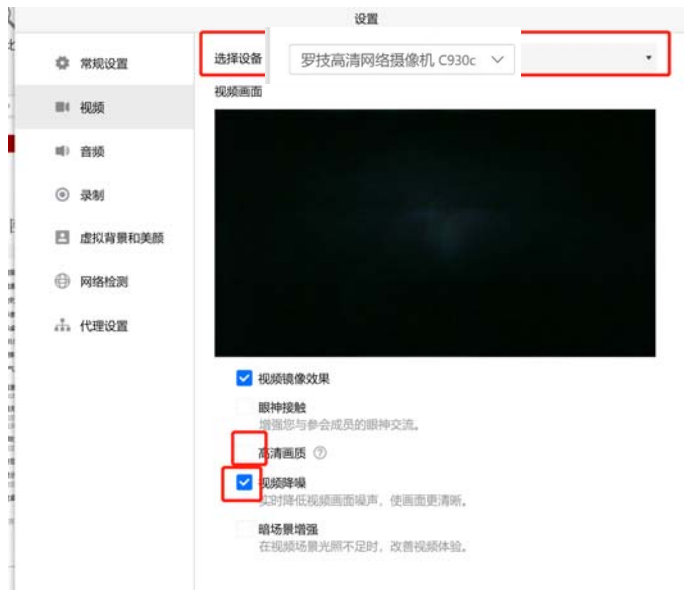 设置
常规设置
选择设备 罗技高清网络摄像机 C930c
视频画面
视频
音频
录制
虚拟背景和美颜
网络检测
代理设置
视频镜像效果
眼神接触
增强您与参会成员的眼神交流。
高清画质 ?
视频降噪
实时降低视频画面噪声，使画面更清晰。
暗场景增强
在视频场景光照不足时，改善视频体验。